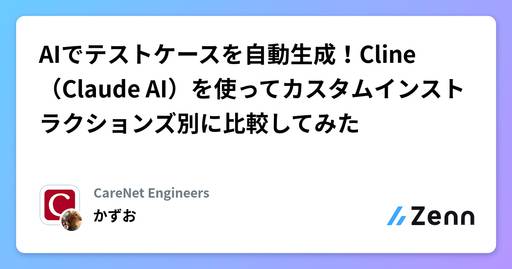 AIでテストケースを自動生成！Cline
（Claude AI）を使ってカスタムインスト
ラクションズ別に比較してみた
C
CareNet Engineers
かずお
Zenn